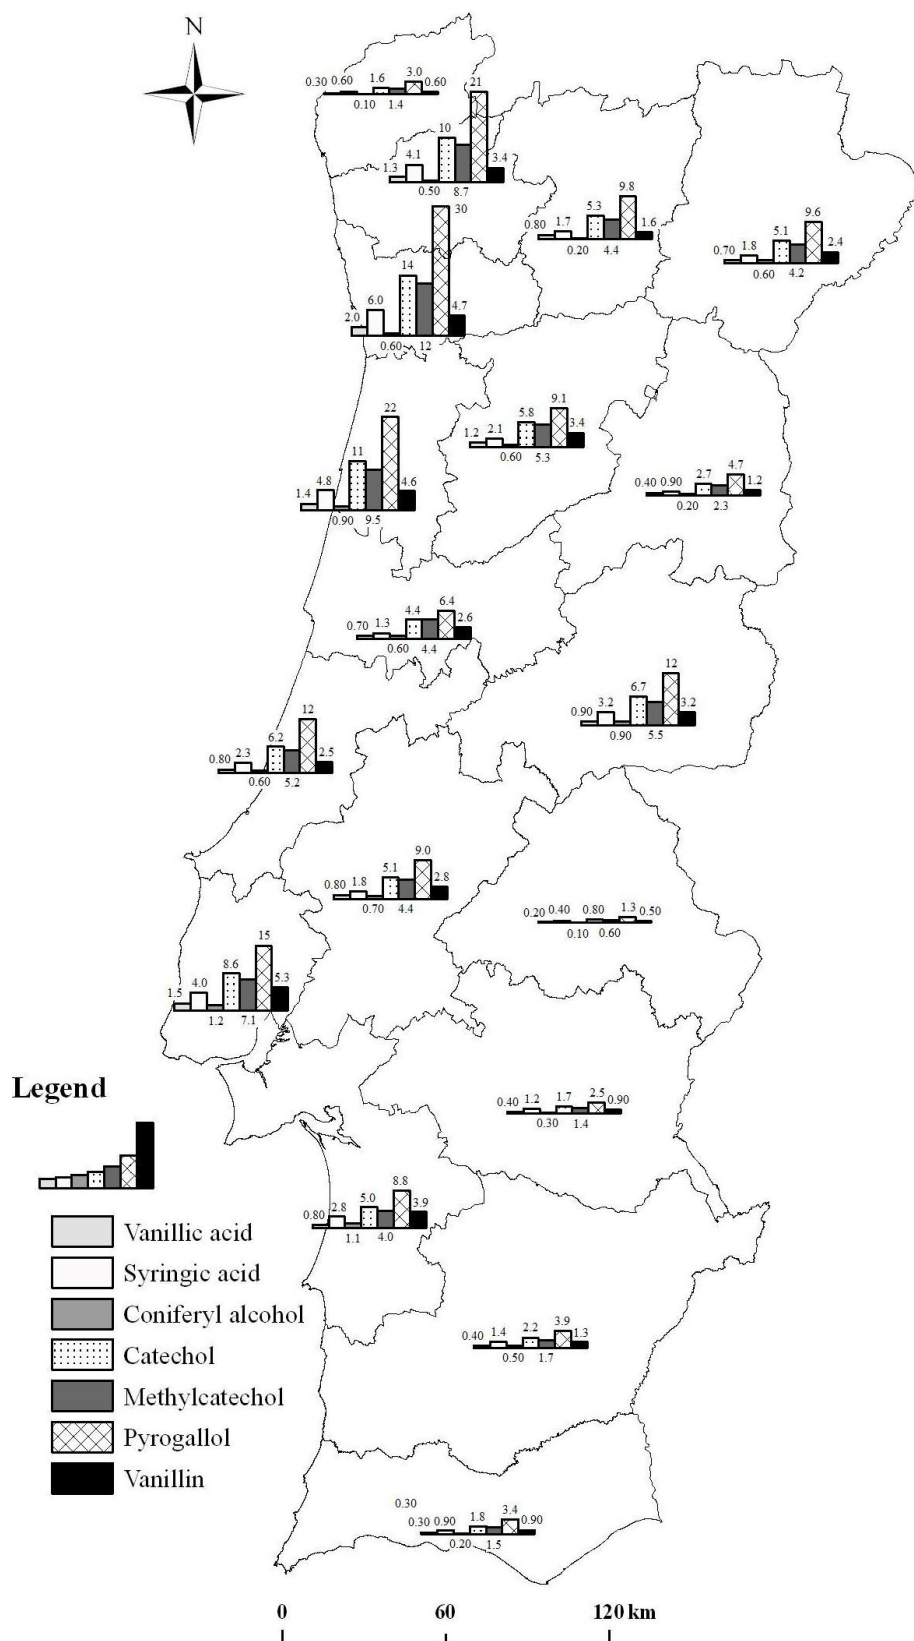 N
0.30 0.60 1.6 3.0 0.60
0.10 1.4
21
10
4.1
1.3 3.4
0.50 8.7
9.8
5.3
0.80 1.7 1.6
0.20 4.4
9.6
5.1
0.70 1.8 2.4
0.60 4.2
30
14
6.0
2.0 4.7
0.60 12
9.1
5.8
1.2 2.1 3.4
0.60 5.3
22
11
4.8
1.4 4.6
0.90 9.5
4.7
2.7
0.40 0.90 1.2
0.20 2.3
6.4
4.4
0.70 1.3 2.6
0.60 4.4
12
6.7
0.90 3.2 3.2
0.90 5.5
12
6.2
0.80 2.3 2.5
0.60 5.2
9.0
5.1
0.80 1.8 2.8
0.70 4.4
0.20 0.40 0.80 1.3 0.50
0.10 0.60
15
8.6
4.0
1.5 5.3
1.2 7.1
2.5
0.40 1.2 1.7 0.90
0.30 1.4
8.8
5.0
0.80 2.8 3.9
1.1 4.0
3.9
2.2
0.40 1.4 1.3
0.50 1.7
0.30
3.4
1.8
0.30 0.90 0.90
0.20 1.5
Legend
Vanillic acid
Syringic acid
Coniferyl alcohol
Catechol
Methylcatechol
Pyrogallol
Vanillin
0 60 120 km